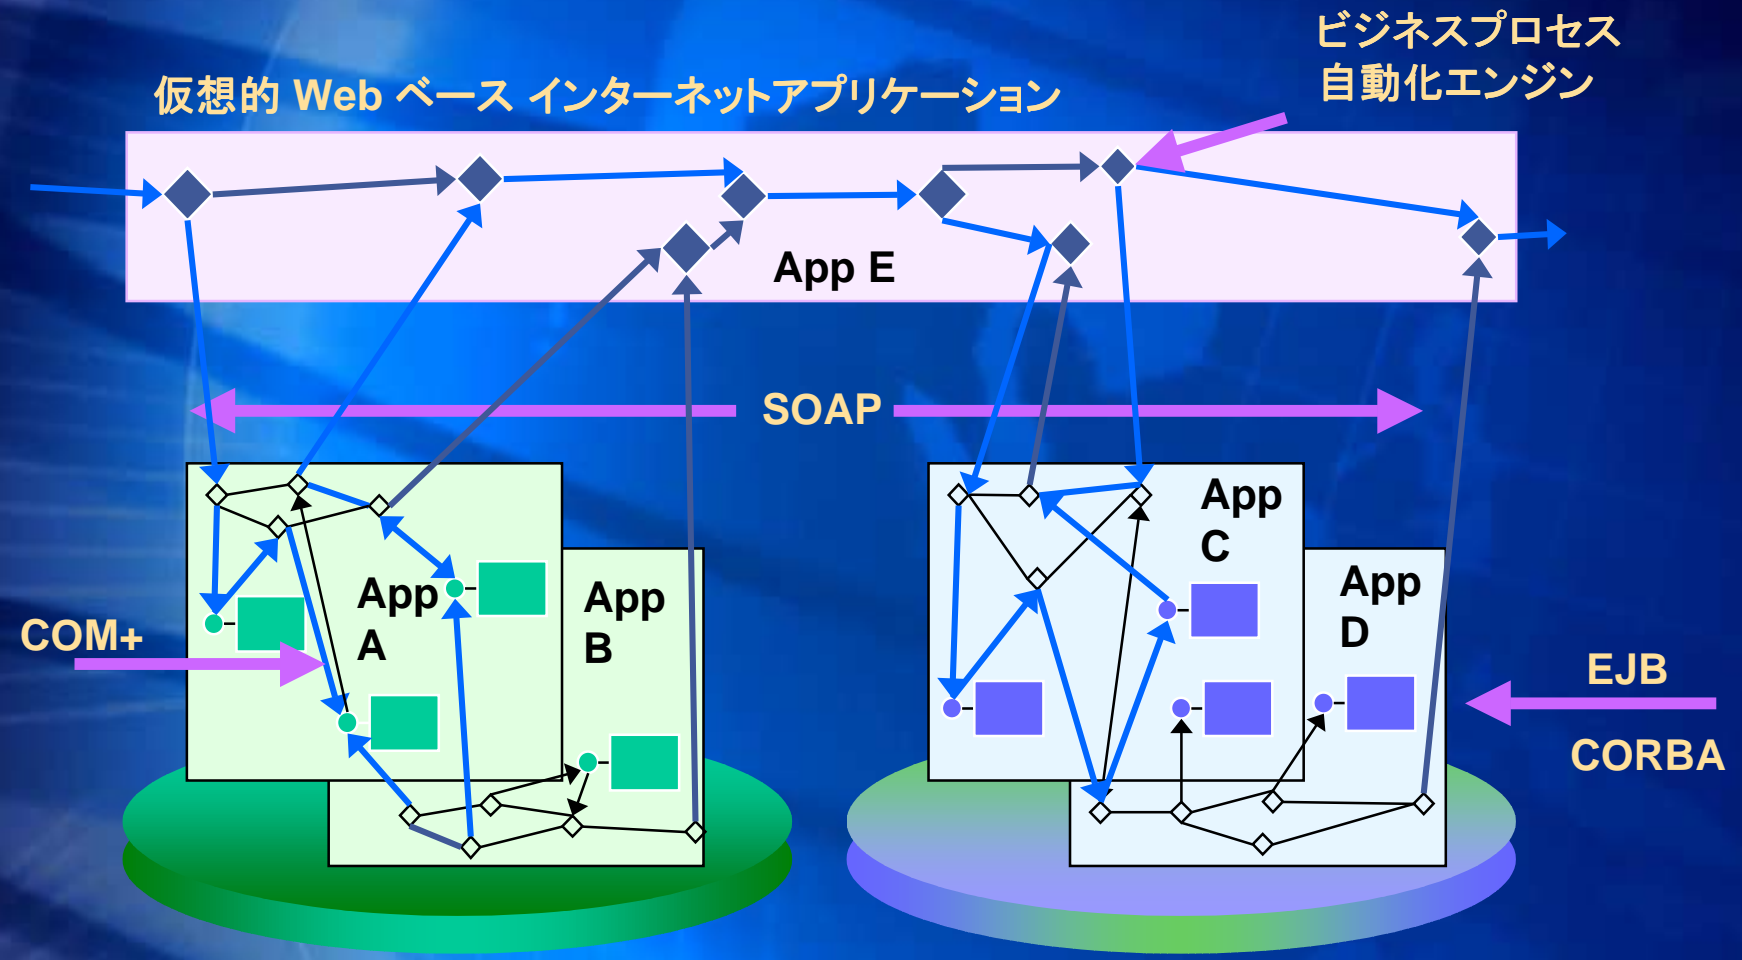 ビジネスプロセス
自動化エンジン
仮想的 Web ベース インターネットアプリケーション
App E
SOAP
App
A
App
B
App
C
App
D
COM+
EJB
CORBA